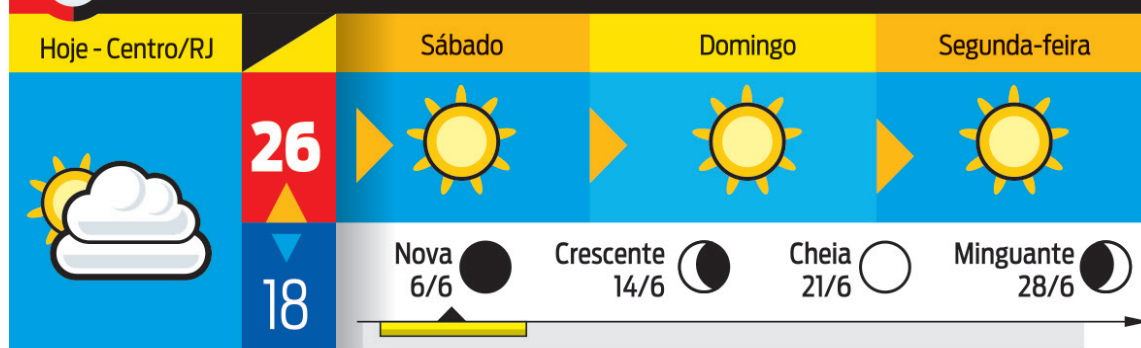 Hoje - Centro/RJ
Sábado
Domingo
Segunda-feira
26
18
Nova
6/6
Crescente
14/6
Cheia
21/6
Minguante
28/6